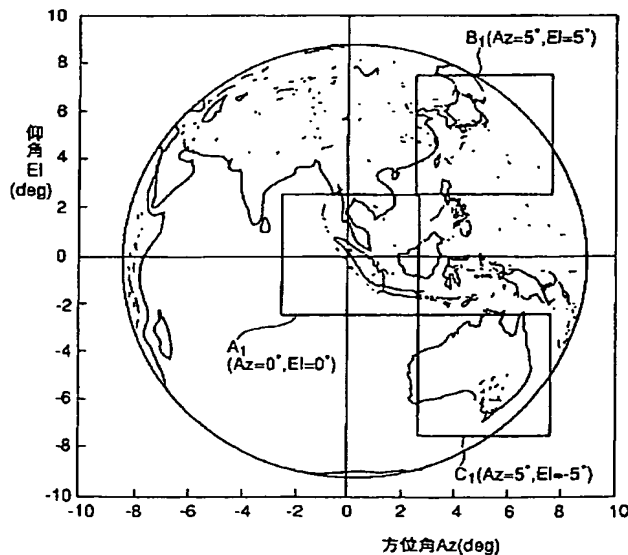 10
B1(Az=5°,El=5°)
8
6
仰角
El
(deg)
4
2
0
-2
A1
(Az=0°,El=0°)
-4
-6
-8
C1(Az=5°,El=-5°)
-10
-10 -8 -6 -4 -2 0 2 4 6 8 10
方位角Az(deg)